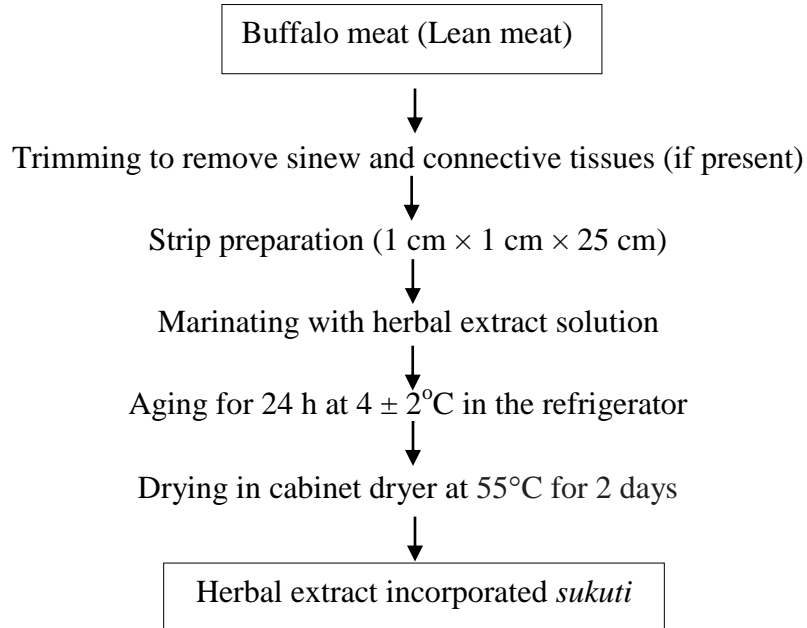 Buffalo meat (Lean meat)
Trimming to remove sinew and connective tissues (if present)
Strip preparation (1 cm × 1 cm × 25 cm)
Marinating with herbal extract solution
Aging for 24 h at 4 ± 2°C in the refrigerator
Drying in cabinet dryer at 55°C for 2 days
Herbal extract incorporated sukuti